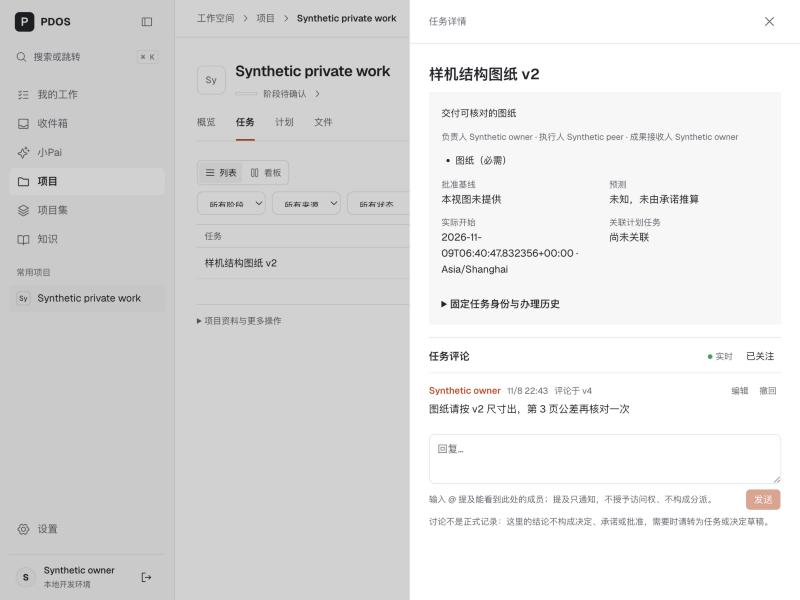 P PDOS
搜索或跳转 ⌘ K
我的工作
收件箱
小Pai
项目
项目集
知识
常用项目
Sy Synthetic private work
设置
S Synthetic owner
本地开发环境
工作空间 > 项目 > Synthetic private work
Sy Synthetic private work
阶段待确认 >
概览 任务 计划 文件
列表 看板
所有阶段 所有来源 所有状态
任务
样机结构图纸 v2
项目资料与更多操作
任务详情
样机结构图纸 v2
交付可核对的图纸
负责人 Synthetic owner · 执行人 Synthetic peer · 成果接收人 Synthetic owner
• 图纸（必需）
批准基线 预测
本视图未提供 未知，未由承诺推算
实际开始 关联计划任务
2026-11- 尚未关联
09T06:40:47.832356+00:00 ·
Asia/Shanghai
固定任务身份与办理历史
任务评论 实时 已关注
Synthetic owner 11/8 22:43 评论于 v4 编辑 撤回
图纸请按 v2 尺寸出，第 3 页公差再核对一次
回复…
输入 @ 提及能看到此处的成员；提及只通知，不授予访问权、不构成分派。 发送
讨论不是正式记录：这里的结论不构成决定、承诺或批准，需要时请转为任务或决定草稿。